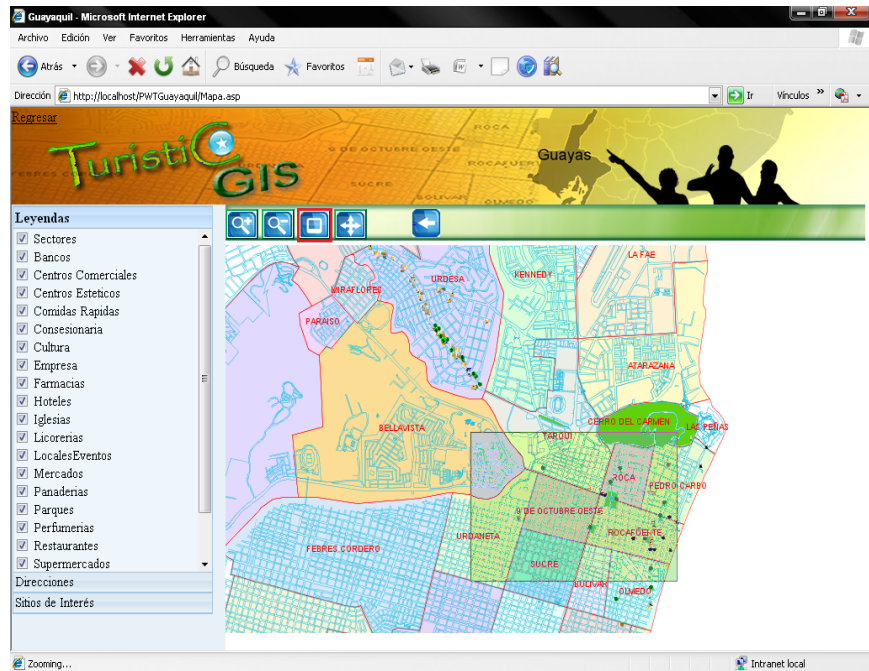 Guayaquil - Microsoft Internet Explorer
Archivo Edición Ver Favoritos Herramientas Ayuda
Atrás Búsqueda Favoritos
Dirección http://localhost/PWTGuayaquil/Mapa.asp Ir Vínculos »
Regresar
TurístiC GIS
ROCA
9 DE OCTUBRE OESTE
ROCAFUER
SUCRE
BOLIVAR
OLMEDO
Guayas
Leyendas
Sectores
Bancos
Centros Comerciales
Centros Esteticos
Comidas Rapidas
Consesionaria
Cultura
Empresa
Farmacias
Hoteles
Iglesias
Licorerias
LocalesEventos
Mercados
Panaderias
Parques
Perfumerias
Restaurantes
Supermercados
Direcciones
Sitios de Interés
LA FAE
KENNEDY
URDESA
MIRAFLORES
PARAISO
ATARAZANA
CERRO DEL CARMEN
LAS PEÑAS
BELLAVISTA
TARQUI
ROCA
PEDRO CARBO
9 DE OCTUBRE OESTE
ROCAFUERTE
URDANETA
FEBRES CORDERO
SUCRE
BOLIVAR
OLMEDO
Zooming...
Intranet local